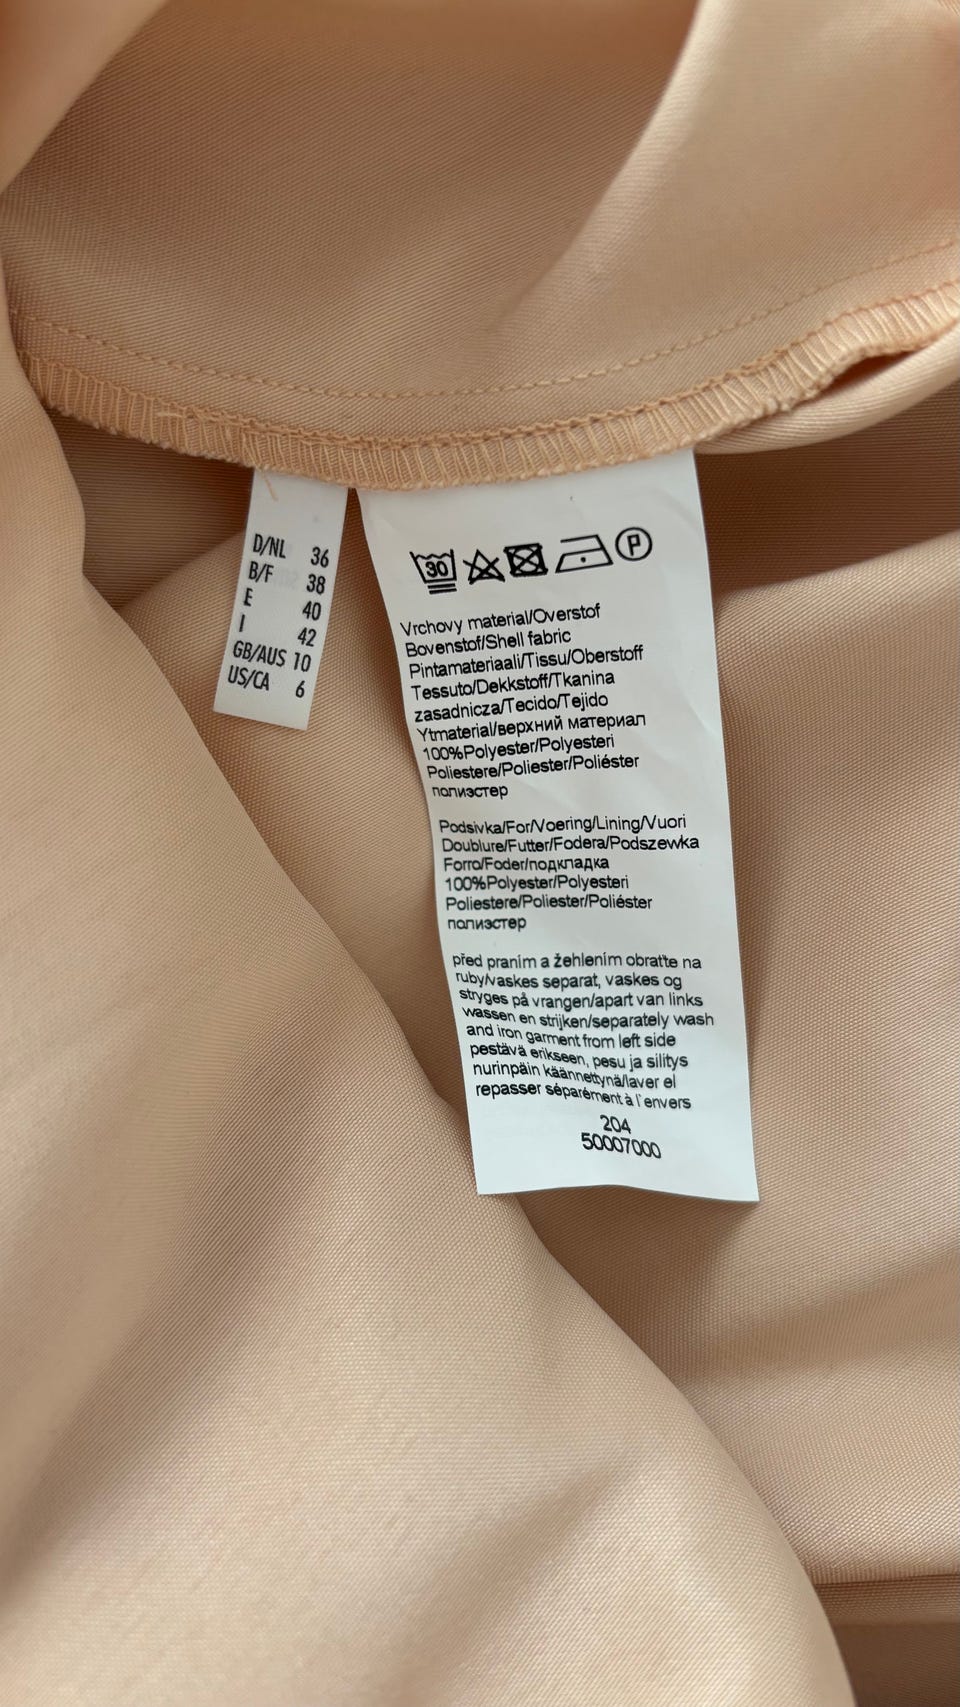 D/NL 36
B/F 38
E 40
I 42
GB/AUS 10
US/CA 6
30
P
Vrchovy material/Overstof
Bovenstof/Shell fabric
Pintamateriaali/Tissu/Oberstoff
Tessuto/Dekkstoff/Tkanina
zasadnicza/Tecido/Tejido
Ytmaterial/верхний материал
100%Polyester/Polyesteri
Poliestere/Poliester/Poliéster
полиэстер
Podsivka/For/Voering/Lining/Vuori
Doublure/Futter/Fodera/Podszewka
Forro/Foder/подкладка
100%Polyester/Polyesteri
Poliestere/Poliester/Poliéster
полиэстер
před praním a žehlením obraťte na
ruby/vaskes separat, vaskes og
stryges på vrangen/apart van links
wassen en strijken/separately wash
and iron garment from left side
pestävä erikseen, pesu ja silitys
nurinpäin käännettynä/laver el
repasser séparément à l'envers
204
50007000